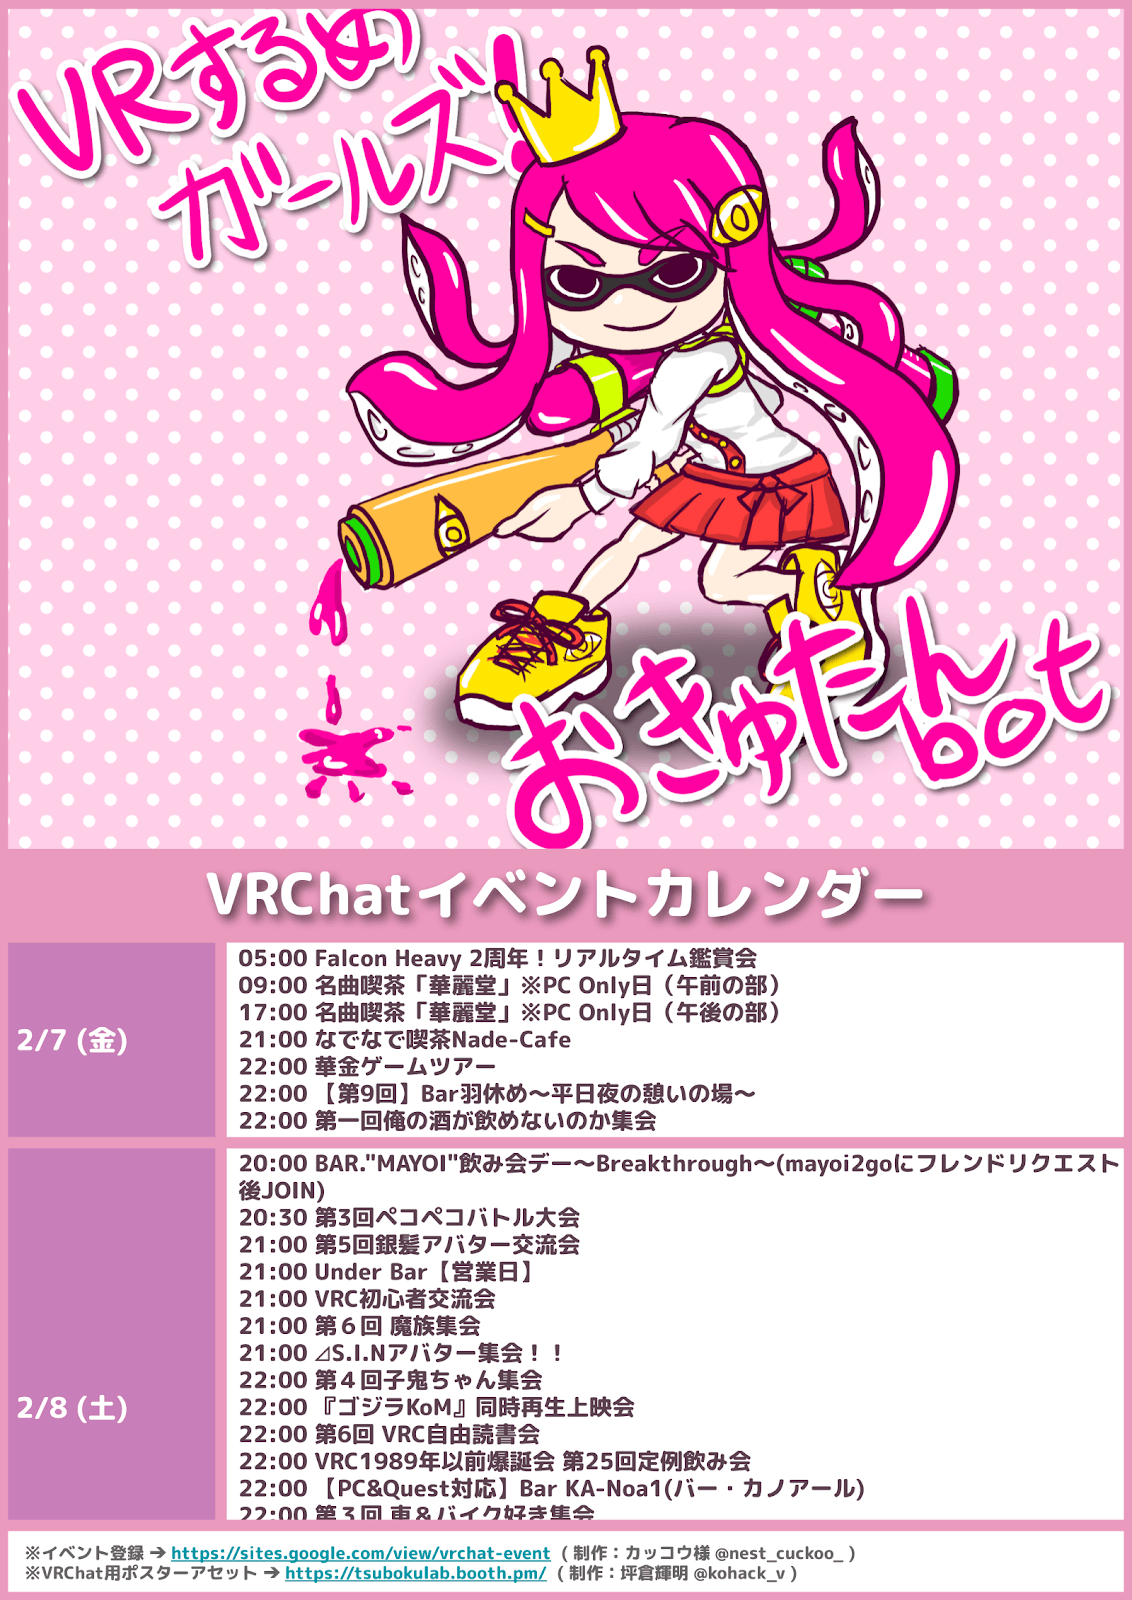 VRするめ
ガールズ!
おきゅたん
bot
VRChatイベントカレンダー
2/7 (金)
05:00 Falcon Heavy 2周年！リアルタイム鑑賞会
09:00 名曲喫茶「華麗堂」※PC Only日（午前の部）
17:00 名曲喫茶「華麗堂」※PC Only日（午後の部）
21:00 なでなで喫茶Nade-Cafe
22:00 華金ゲームツアー
22:00 【第9回】Bar羽休め～平日夜の憩いの場～
22:00 第一回俺の酒が飲めないのか集会
2/8 (土)
20:00 BAR."MAYOI"飲み会デー～Breakthrough～(mayoi2goにフレンドリクエスト
後JOIN)
20:30 第3回ペコペコバトル大会
21:00 第5回銀髪アバター交流会
21:00 Under Bar【営業日】
21:00 VRC初心者交流会
21:00 第６回 魔族集会
21:00 ⊿S.I.Nアバター集会！！
22:00 第４回子鬼ちゃん集会
22:00 『ゴジラKoM』同時再生上映会
22:00 第6回 VRC自由読書会
22:00 VRC1989年以前爆誕会 第25回定例飲み会
22:00 【PC&Quest対応】Bar KA-Noa1(バー・カノアール)
22:00 第３回 車＆バイク好き集会
※イベント登録 → https://sites.google.com/view/vrchat-event （制作：カッコウ様 @nest_cuckoo_ ）
※VRChat用ポスターアセット → https://tsubokulab.booth.pm/ （制作：坪倉輝明 @kohack_v ）